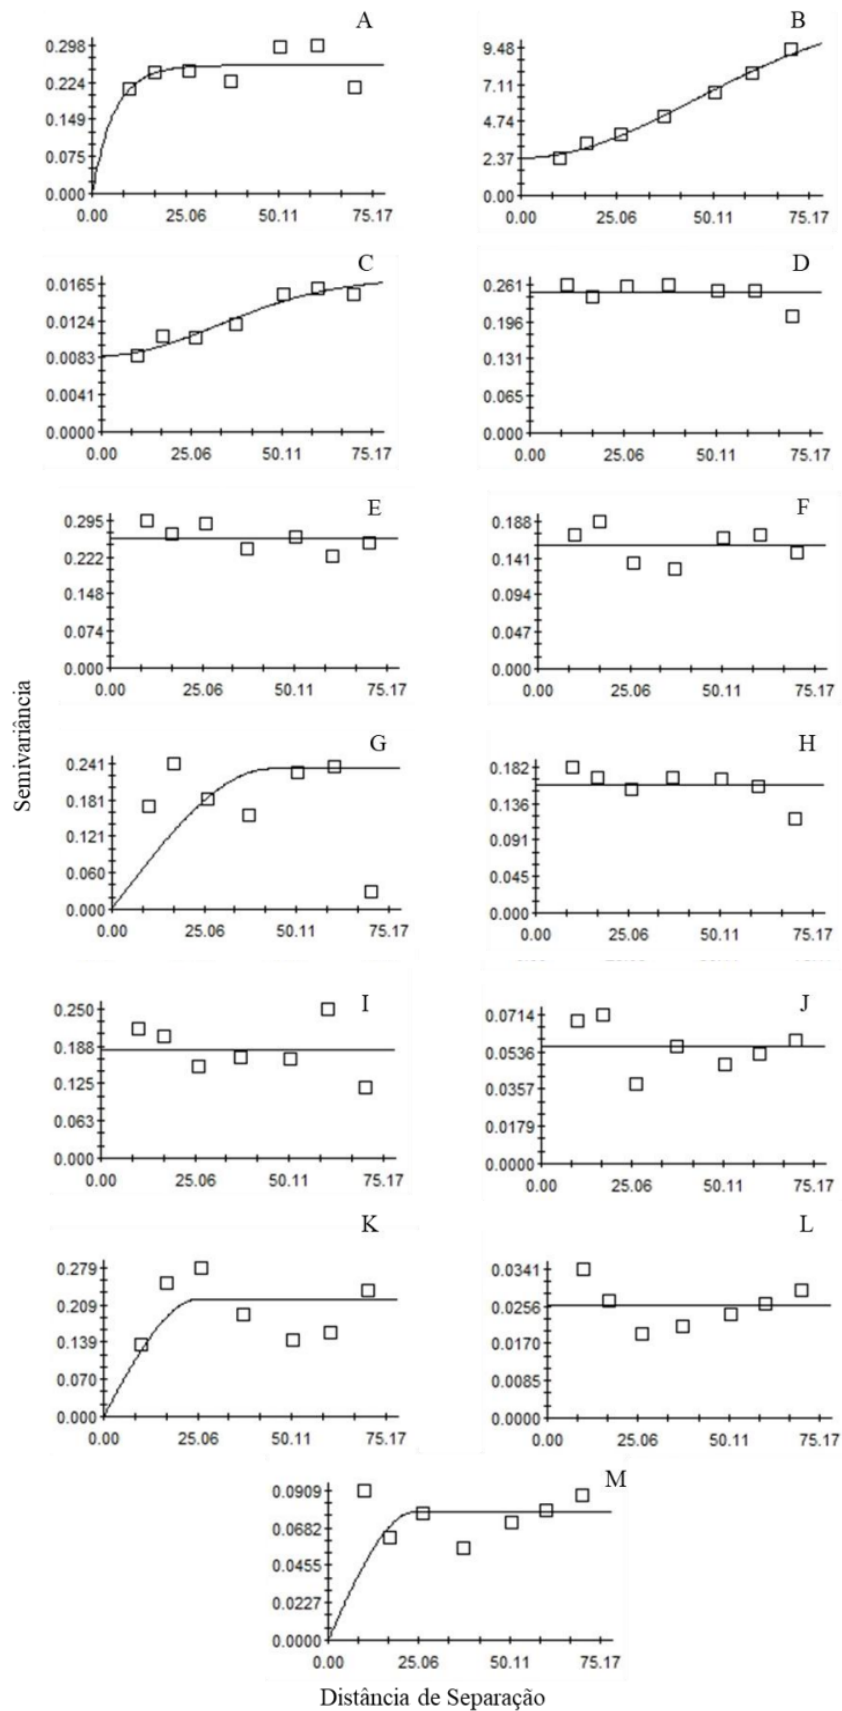 A
0.298
0.224
0.149
0.075
0.000
0.00 25.06 50.11 75.17
B
9.48
7.11
4.74
2.37
0.00
0.00 25.06 50.11 75.17
C
0.0165
0.0124
0.0083
0.0041
0.0000
0.00 25.06 50.11 75.17
D
0.261
0.196
0.131
0.065
0.000
0.00 25.06 50.11 75.17
E
0.295
0.222
0.148
0.074
0.000
0.00 25.06 50.11 75.17
F
0.188
0.141
0.094
0.047
0.000
0.00 25.06 50.11 75.17
Semivariância
G
0.241
0.181
0.121
0.060
0.000
0.00 25.06 50.11 75.17
H
0.182
0.136
0.091
0.045
0.000
0.00 25.06 50.11 75.17
I
0.250
0.188
0.125
0.063
0.000
0.00 25.06 50.11 75.17
J
0.0714
0.0536
0.0357
0.0179
0.0000
0.00 25.06 50.11 75.17
K
0.279
0.209
0.139
0.070
0.000
0.00 25.06 50.11 75.17
L
0.0341
0.0256
0.0170
0.0085
0.0000
0.00 25.06 50.11 75.17
M
0.0909
0.0682
0.0455
0.0227
0.0000
0.00 25.06 50.11 75.17
Distância de Separação